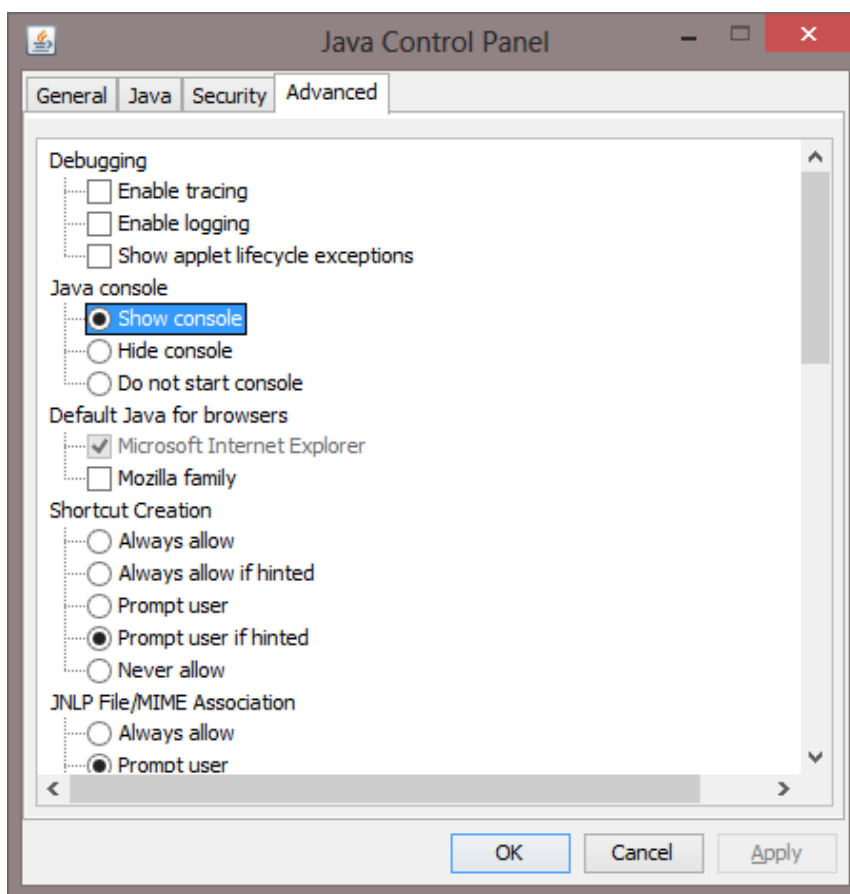 Java Control Panel
General Java Security Advanced
Debugging
Enable tracing
Enable logging
Show applet lifecycle exceptions
Java console
Show console
Hide console
Do not start console
Default Java for browsers
Microsoft Internet Explorer
Mozilla family
Shortcut Creation
Always allow
Always allow if hinted
Prompt user
Prompt user if hinted
Never allow
JNLP File/MIME Association
Always allow
Prompt user
OK Cancel Apply